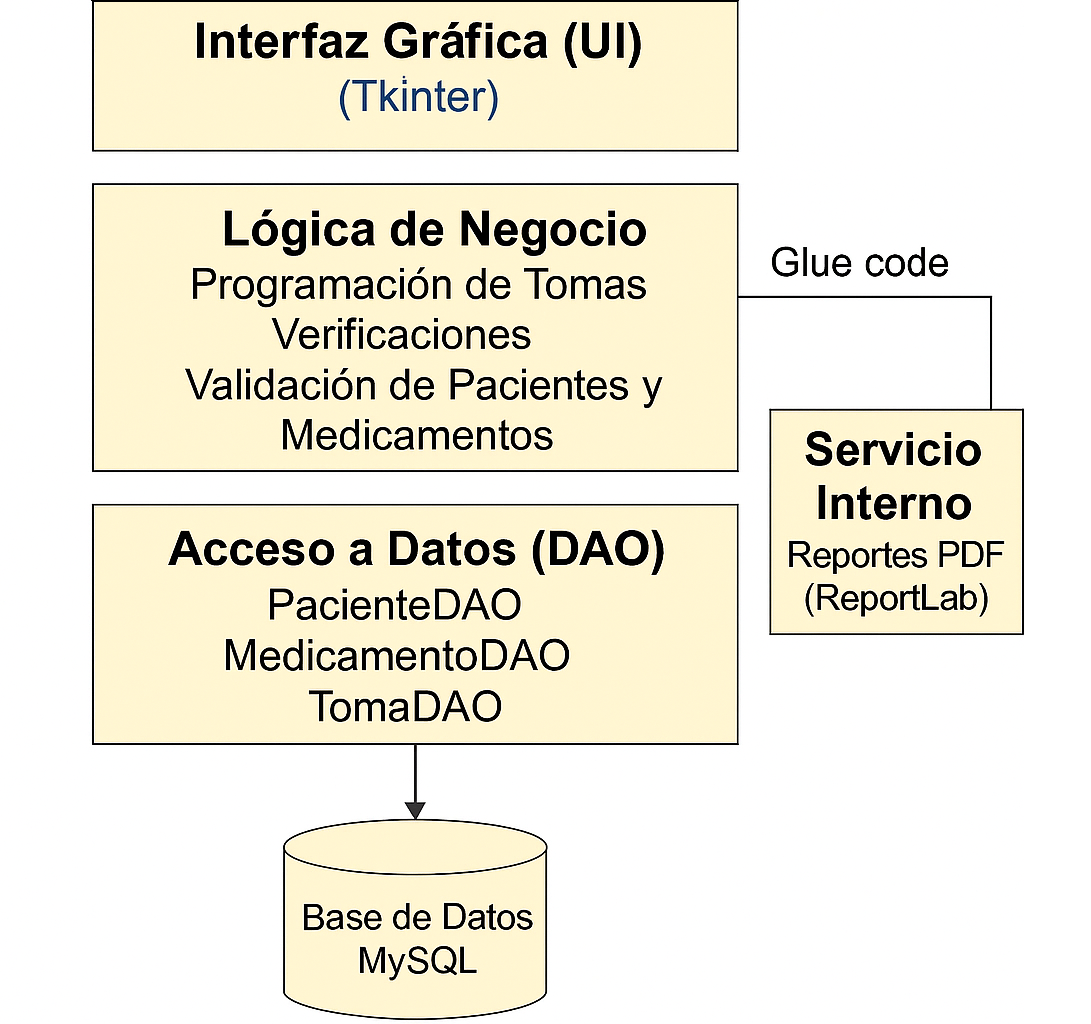 Interfaz Gráfica (UI)
(Tkinter)
Lógica de Negocio
Programación de Tomas
Verificaciones
Validación de Pacientes y
Medicamentos
Glue code
Servicio
Interno
Reportes PDF
(ReportLab)
Acceso a Datos (DAO)
PacienteDAO
MedicamentoDAO
TomaDAO
Base de Datos
MySQL